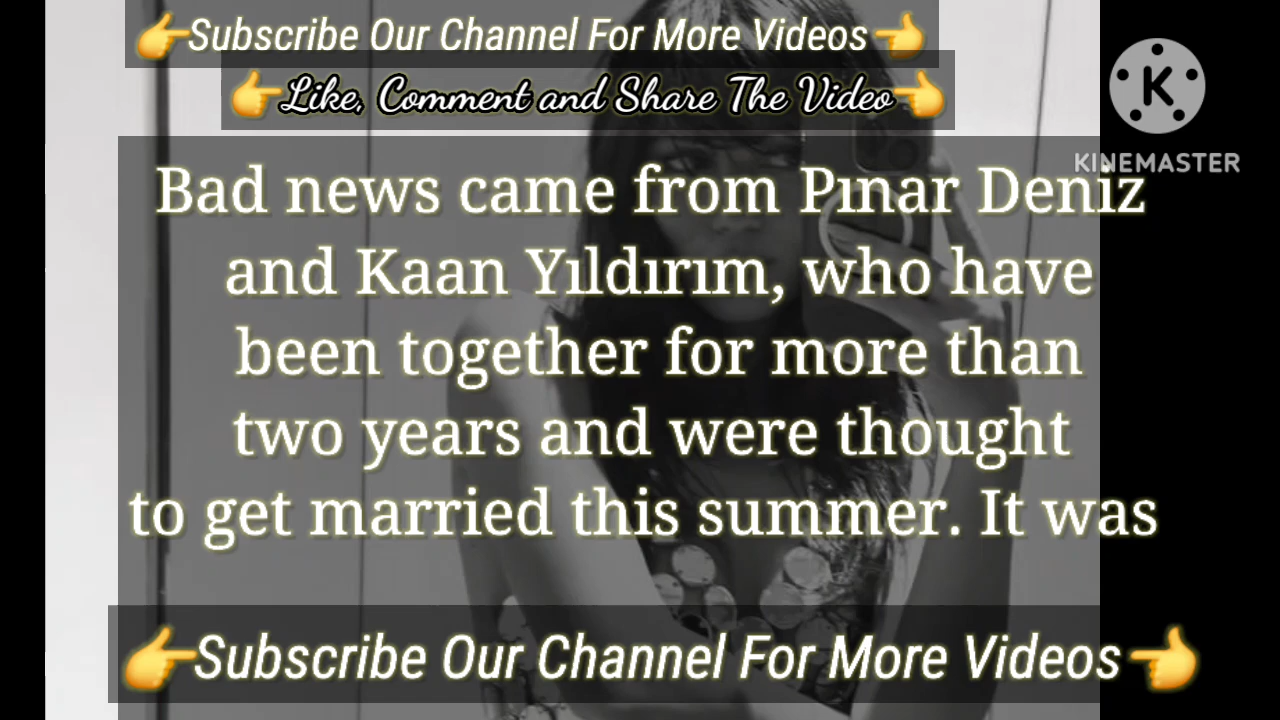 👉Subscribe Our Channel For More Videos👈
👉Like, Comment and Share The Video👈
KINEMASTER
Bad news came from Pınar Deniz
and Kaan Yıldırım, who have
been together for more than
two years and were thought
to get married this summer. It was
👉Subscribe Our Channel For More Videos👈